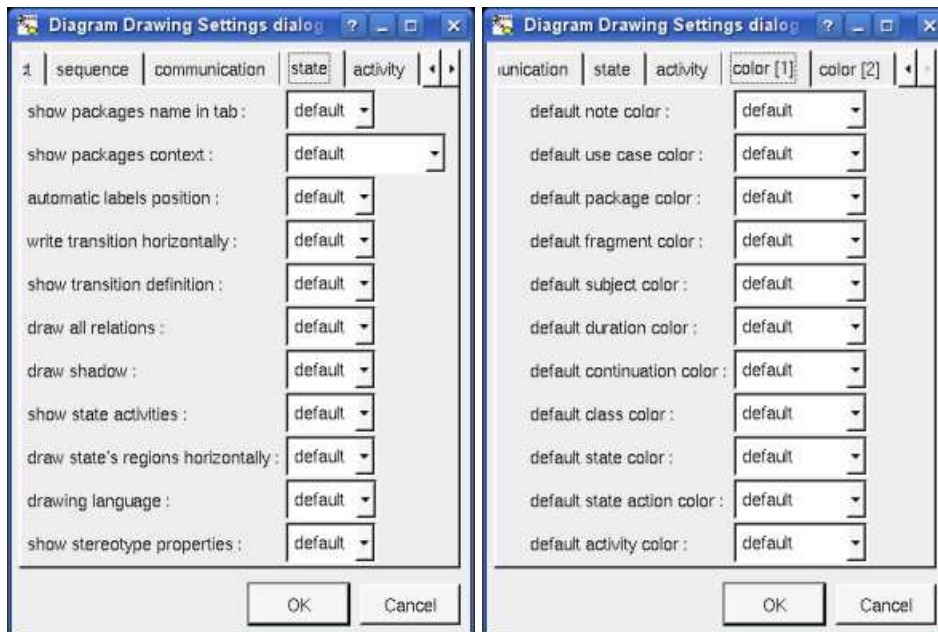 Diagram Drawing Settings dialog
sequence communication state activity
show packages name in tab : default
show packages context : default
automatic labels position : default
write transition horizontally : default
show transition definition : default
draw all relations : default
draw shadow : default
show state activities : default
draw state's regions horizontally : default
drawing language : default
show stereotype properties : default
OK Cancel
Diagram Drawing Settings dialog
unication state activity color [1] color [2]
default note color : default
default use case color : default
default package color : default
default fragment color : default
default subject color : default
default duration color : default
default continuation color : default
default class color : default
default state color : default
default state action color : default
default activity color : default
OK Cancel